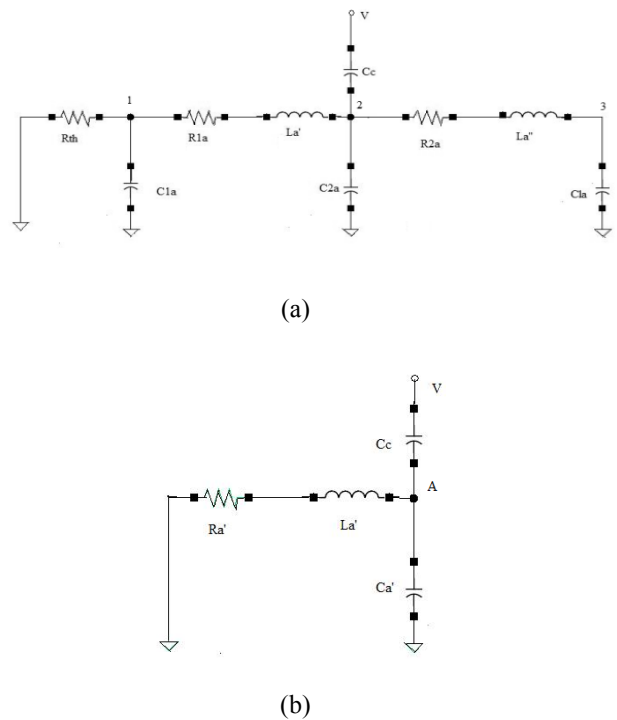 V
Cc
1
2
3
Rth
R1a
La'
R2a
La"
C1a
C2a
Cla
(a)
V
Cc
A
Ra'
La'
Ca'
(b)